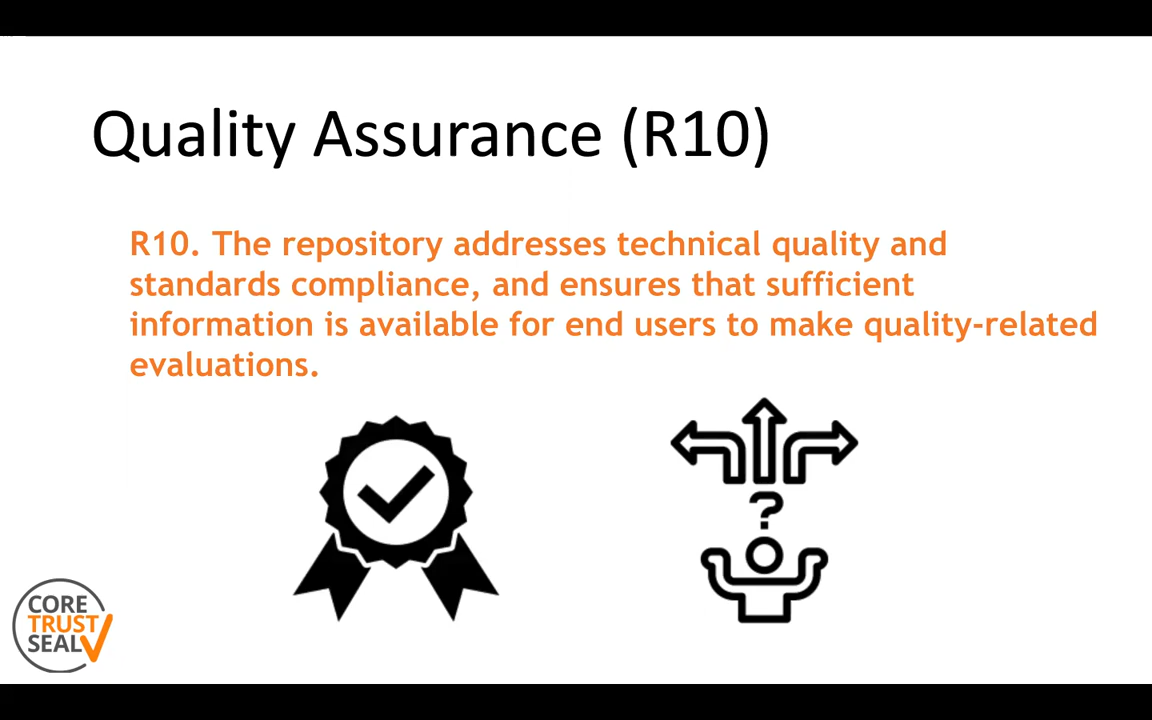 Quality Assurance (R10)
R10. The repository addresses technical quality and
standards compliance, and ensures that sufficient
information is available for end users to make quality-related
evaluations.
?
CORE
TRUST
SEAL